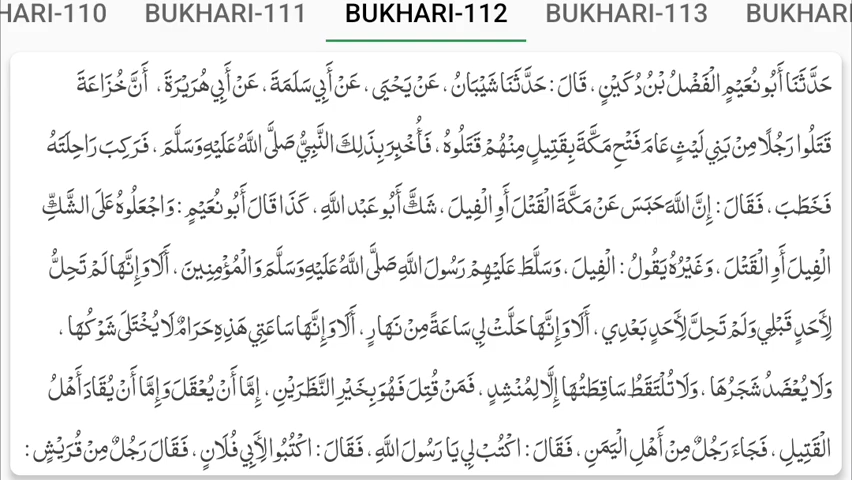 HARI-110 BUKHARI-111 BUKHARI-112 BUKHARI-113 BUKHARI
حَدَّثَنَا أَبُو نُعَيْمٍ الْفَضْلُ بْنُ دُكَيْنٍ ، قَالَ : حَدَّثَنَا شَيْبَانُ ، عَنْ يَحْيَى ، عَنْ أَبِي سَلَمَةَ ، عَنْ أَبِي هُرَيْرَةَ ، أَنَّ خُزَاعَةَ
قَتَلُوا رَجُلًا مِنْ بَنِي لَيْثٍ عَامَ فَتْحِ مَكَّةَ بِقَتِيلٍ مِنْهُمْ قَتَلُوهُ ، فَأُخْبِرَ بِذَلِكَ النَّبِيُّ صَلَّى اللَّهُ عَلَيْهِ وَسَلَّمَ ، فَرَكِبَ رَاحِلَتَهُ
فَخَطَبَ ، فَقَالَ : إِنَّ اللَّهَ حَبَسَ عَنْ مَكَّةَ الْقَتْلَ أَوِ الْفِيلَ ، شَكَّ أَبُو عَبْد اللَّهِ ، كَذَا قَالَ أَبُو نُعَيْمٍ : وَاجْعَلُوهُ عَلَى الشَّكِّ
الْفِيلَ أَوِ الْقَتْلَ ، وَغَيْرُهُ يَقُولُ : الْفِيلَ ، وَسَلَّطَ عَلَيْهِمْ رَسُولَ اللَّهِ صَلَّى اللَّهُ عَلَيْهِ وَسَلَّمَ وَالْمُؤْمِنِينَ ، أَلَا وَإِنَّهَا لَمْ تَحِلَّ
لِأَحَدٍ قَبْلِي وَلَمْ تَحِلَّ لِأَحَدٍ بَعْدِي ، أَلَا وَإِنَّهَا حَلَّتْ لِي سَاعَةً مِنْ نَهَارٍ ، أَلَا وَإِنَّهَا سَاعَتِي هَذِهِ حَرَامٌ لَا يُخْتَلَى شَوْكُهَا ،
وَلَا يُعْضَدُ شَجَرُهَا ، وَلَا تُلْتَقَطُ سَاقِطَتُهَا إِلَّا لِمُنْشِدٍ ، فَمَنْ قُتِلَ فَهُوَ بِخَيْرِ النَّظَرَيْنِ ، إِمَّا أَنْ يُعْقَلَ وَإِمَّا أَنْ يُقَادَ أَهْلُ
الْقَتِيلِ ، فَجَاءَ رَجُلٌ مِنْ أَهْلِ الْيَمَنِ ، فَقَالَ : اكْتُبْ لِي يَا رَسُولَ اللَّهِ ، فَقَالَ : اكْتُبُوا لِأَبِي فُلَانٍ ، فَقَالَ رَجُلٌ مِنْ قُرَيْشٍ :